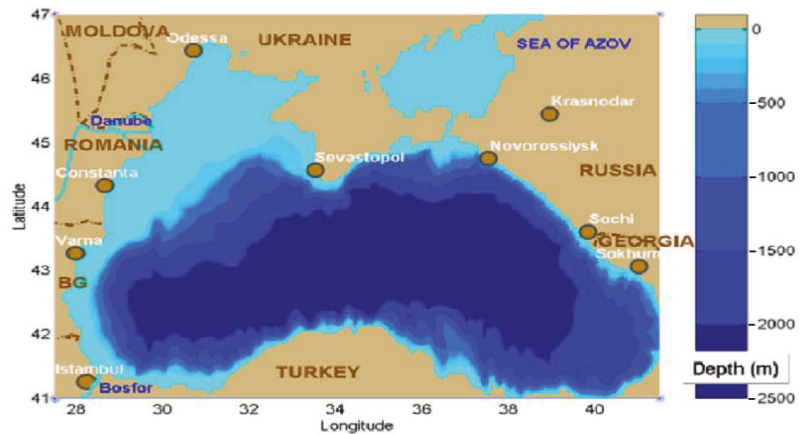 47
46
45
44
43
42
41
Latitude
28
30
32
34
36
38
40
Longitude
MOLDOVA
Odessa
UKRAINE
SEA OF AZOV
Krasnodar
Danube
ROMANIA
Sevastopol
Novorossiysk
RUSSIA
Constanta
Sochi
GEORGIA
Sokhum
Varna
BG
Istambul
Bosfor
TURKEY
0
-500
-1000
-1500
-2000
Depth (m)
-2500